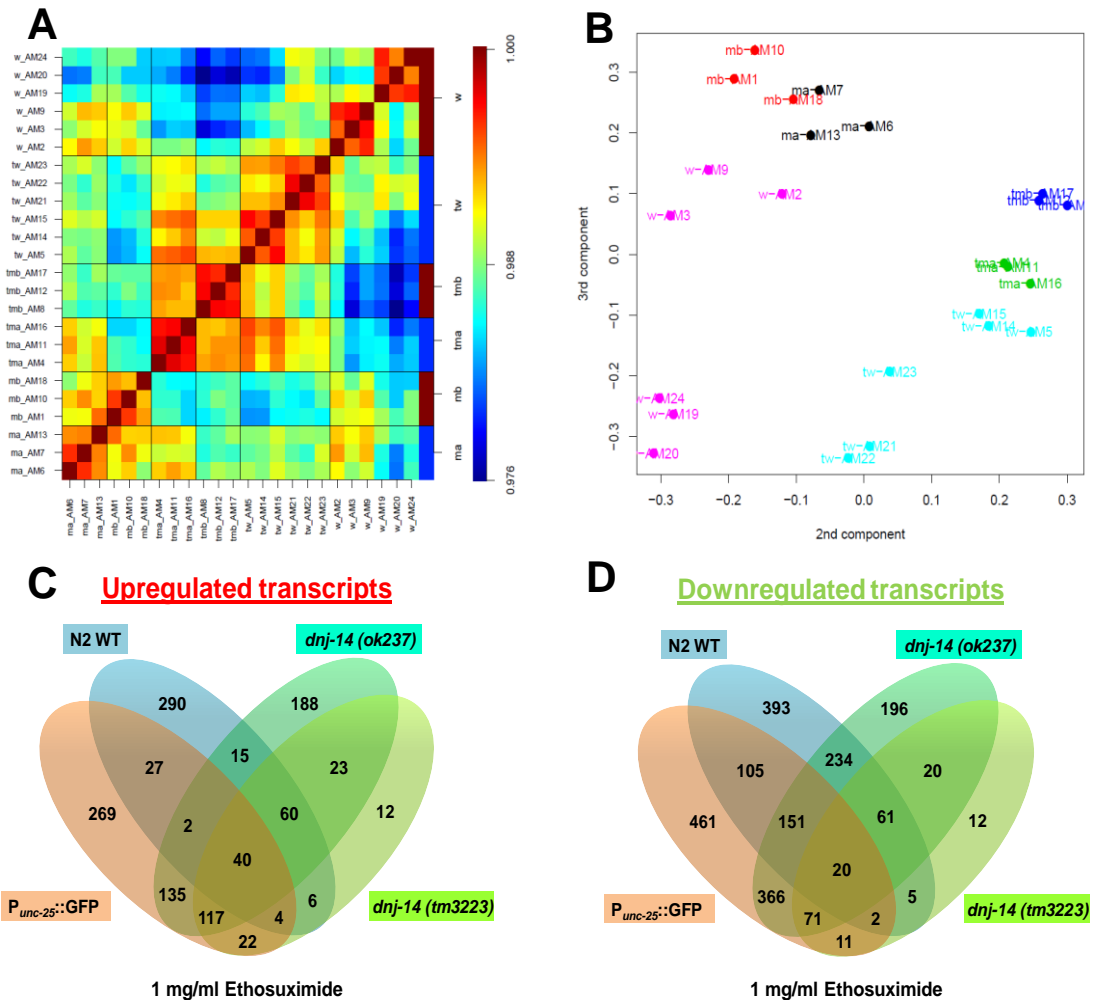 A
w_AM24
w_AM20
w_AM19
w_AM9
w_AM3
w_AM2
tw_AM23
tw_AM22
tw_AM21
tw_AM15
tw_AM14
tw_AM5
tmb_AM17
tmb_AM12
tmb_AM8
tma_AM16
tma_AM11
tma_AM4
mb_AM18
mb_AM10
mb_AM1
ma_AM13
ma_AM7
ma_AM6
ma_AM6
ma_AM7
ma_AM13
mb_AM1
mb_AM10
mb_AM18
tma_AM4
tma_AM11
tma_AM16
tmb_AM8
tmb_AM12
tmb_AM17
tw_AM5
tw_AM14
tw_AM15
tw_AM21
tw_AM22
tw_AM23
w_AM2
w_AM3
w_AM9
w_AM19
w_AM20
w_AM24
w
tw
tmb
tma
mb
ma
1.000
0.988
0.976
B
3rd component
0.3
0.2
0.1
0.0
−0.1
−0.2
−0.3
mb−AM10
mb−AM1
mb−AM18
ma−AM7
ma−AM6
ma−AM13
w−AM9
w−AM2
w−AM3
tmb−AM17
tmb−AM
tma−AM4
tma−AM11
tma−AM16
tw−AM15
tw−AM14
tw−AM5
tw−AM23
w−AM24
w−AM19
−AM20
tw−AM21
tw−AM22
−0.3
−0.2
−0.1
0.0
0.1
0.2
0.3
2nd component
C
Upregulated transcripts
N2 WT
dnj-14 (ok237)
290
188
15
27
23
269
2
60
12
40
135
6
117
4
22
Punc-25::GFP
dnj-14 (tm3223)
1 mg/ml Ethosuximide
D
Downregulated transcripts
N2 WT
dnj-14 (ok237)
393
196
234
105
20
461
151
61
12
20
366
5
71
2
11
Punc-25::GFP
dnj-14 (tm3223)
1 mg/ml Ethosuximide